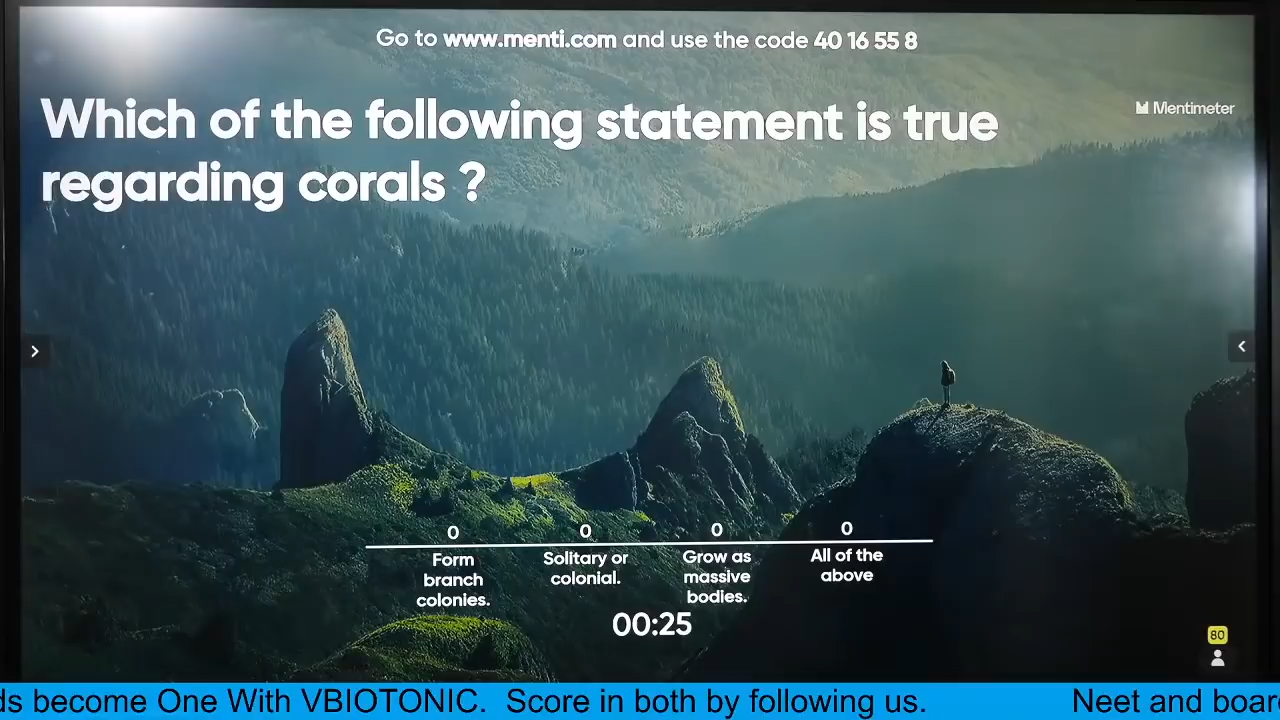 Go to www.menti.com and use the code 40 16 55 8
Mentimeter
Which of the following statement is true
regarding corals ?
0
0
0
0
Form
branch
colonies.
Solitary or
colonial.
Grow as
massive
bodies.
All of the
above
00:25
80
ds become One With VBIOTONIC. Score in both by following us. Neet and board